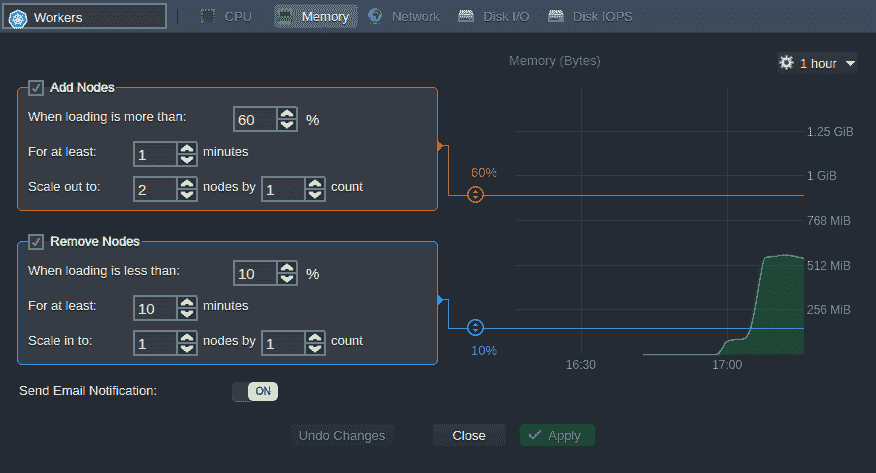 Workers
CPU
Memory
Network
Disk I/O
Disk IOPS
Memory (Bytes)
1 hour
Add Nodes
When loading is more than: 60 %
For at least: 1 minutes
Scale out to: 2 nodes by 1 count
Remove Nodes
When loading is less than: 10 %
For at least: 10 minutes
Scale in to: 1 nodes by 1 count
60%
10%
1.25 GiB
1 GiB
768 MiB
512 MiB
256 MiB
16:30
17:00
Send Email Notification: ON
Undo Changes
Close
Apply